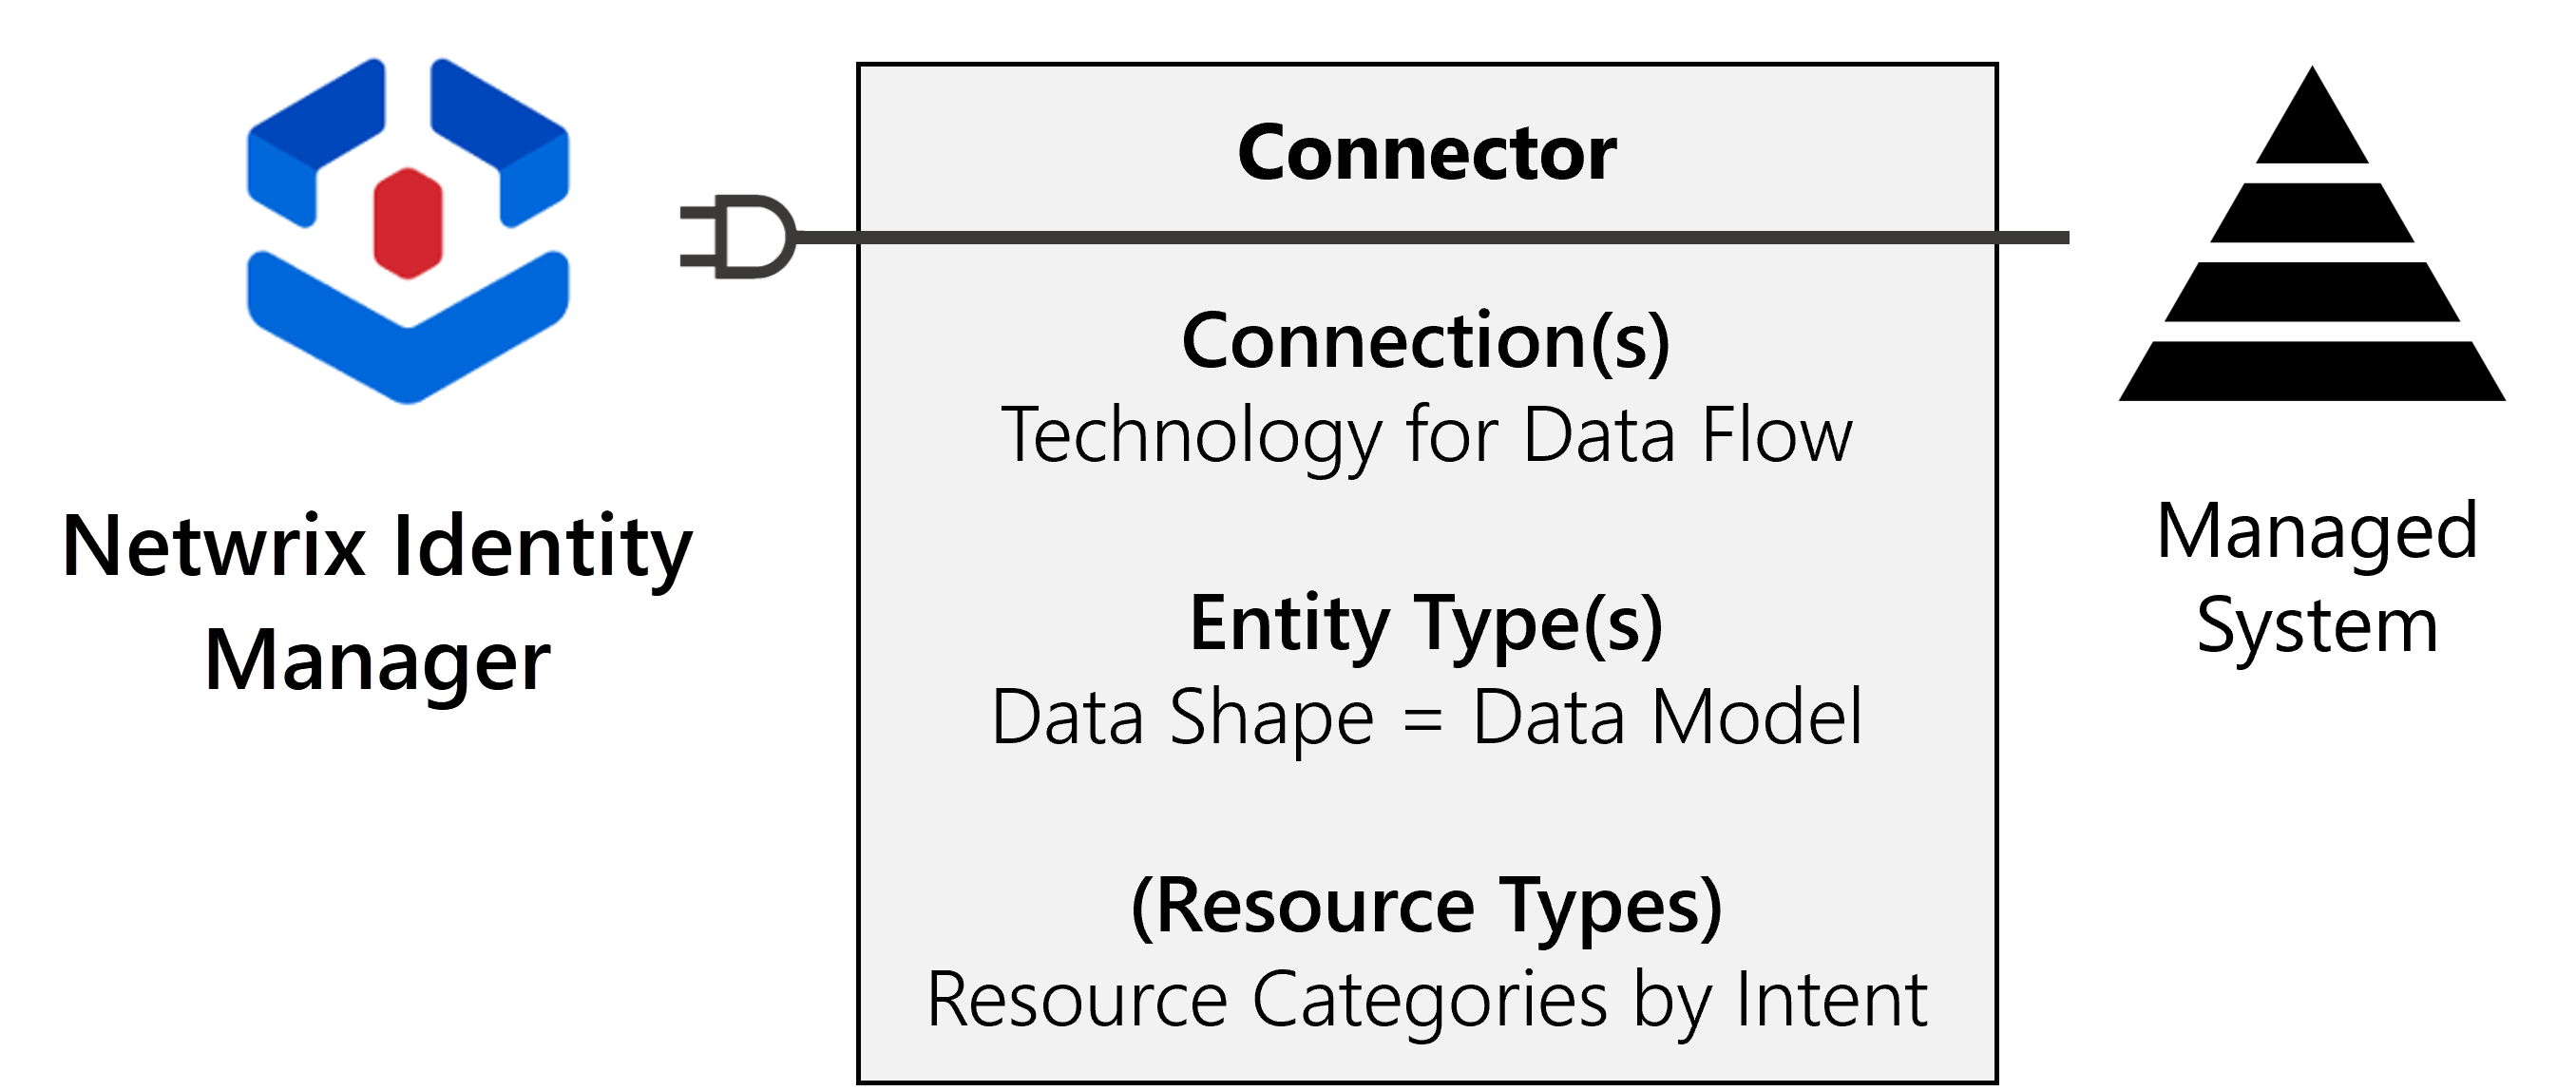 Netwrix Identity
Manager
Connector
Connection(s)
Technology for Data Flow
Entity Type(s)
Data Shape = Data Model
(Resource Types)
Resource Categories by Intent
Managed
System